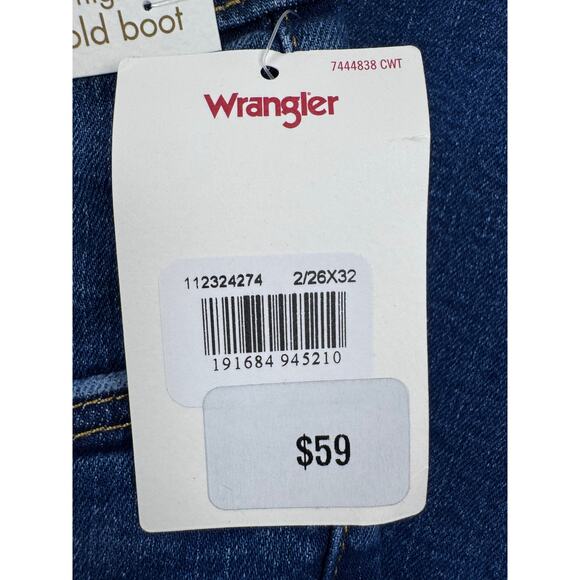 old boot
7444838 CWT
Wrangler
112324274 2/26X32
191684 945210
$59